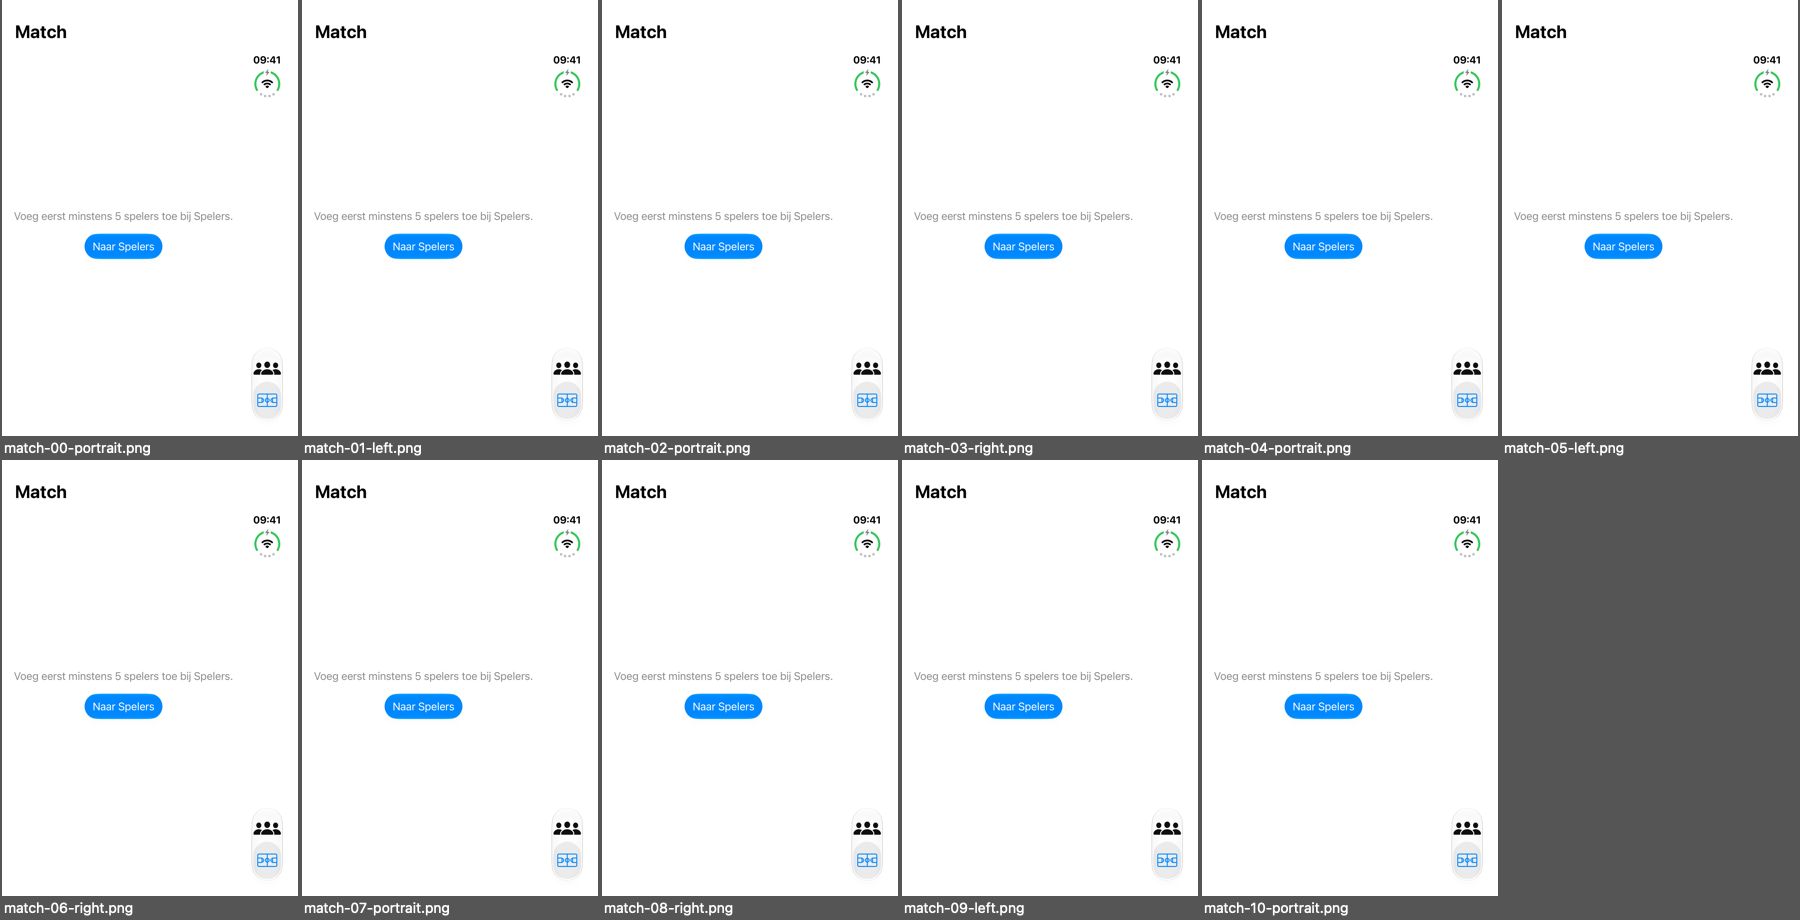 Match
09:41
Voeg eerst minstens 5 spelers toe bij Spelers.
Naar Spelers
match-00-portrait.png
Match
09:41
Voeg eerst minstens 5 spelers toe bij Spelers.
Naar Spelers
match-01-left.png
Match
09:41
Voeg eerst minstens 5 spelers toe bij Spelers.
Naar Spelers
match-02-portrait.png
Match
09:41
Voeg eerst minstens 5 spelers toe bij Spelers.
Naar Spelers
match-03-right.png
Match
09:41
Voeg eerst minstens 5 spelers toe bij Spelers.
Naar Spelers
match-04-portrait.png
Match
09:41
Voeg eerst minstens 5 spelers toe bij Spelers.
Naar Spelers
match-05-left.png
Match
09:41
Voeg eerst minstens 5 spelers toe bij Spelers.
Naar Spelers
match-06-right.png
Match
09:41
Voeg eerst minstens 5 spelers toe bij Spelers.
Naar Spelers
match-07-portrait.png
Match
09:41
Voeg eerst minstens 5 spelers toe bij Spelers.
Naar Spelers
match-08-right.png
Match
09:41
Voeg eerst minstens 5 spelers toe bij Spelers.
Naar Spelers
match-09-left.png
Match
09:41
Voeg eerst minstens 5 spelers toe bij Spelers.
Naar Spelers
match-10-portrait.png